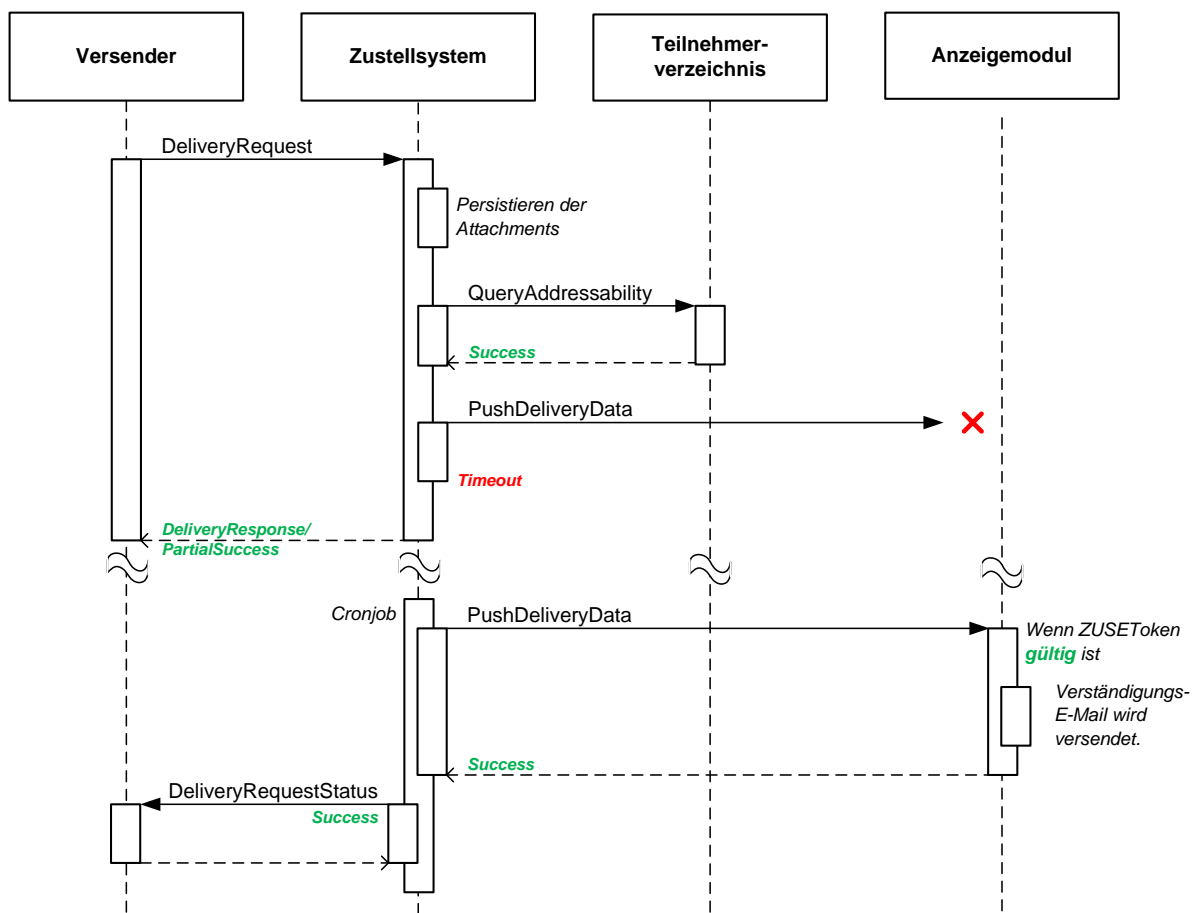 Versender
Zustellsystem
Teilnehmer-
verzeichnis
Anzeigemodul
DeliveryRequest
Persistieren der
Attachments
QueryAddressability
Success
PushDeliveryData
Timeout
DeliveryResponse/
PartialSuccess
Cronjob
PushDeliveryData
Wenn ZUSEToken
gültig ist
Verständigungs-
E-Mail wird
versendet.
Success
DeliveryRequestStatus
Success